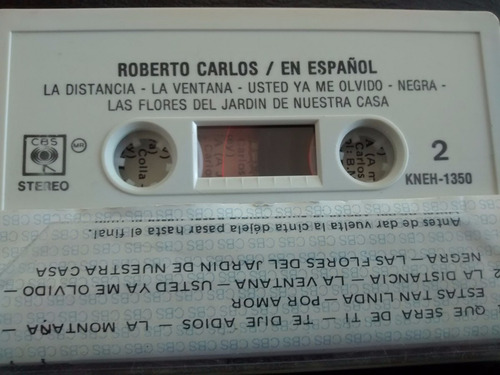 ROBERTO CARLOS / EN ESPAÑOL
LA DISTANCIA - LA VENTANA - USTED YA ME OLVIDO - NEGRA -
LAS FLORES DEL JARDIN DE NUESTRA CASA
CBS
MR
STEREO
2
KNEH-1350
QUE SERA DE TI — TE DIJE ADIOS — LA MONTAÑA —
ESTAS TAN LINDA — POR AMOR
2 LA DISTANCIA — LA VENTANA — USTED YA ME OLVIDO —
NEGRA — LAS FLORES DEL JARDIN DE NUESTRA CASA
Antes de dar vuelta la cinta déjela pasar hasta el final.